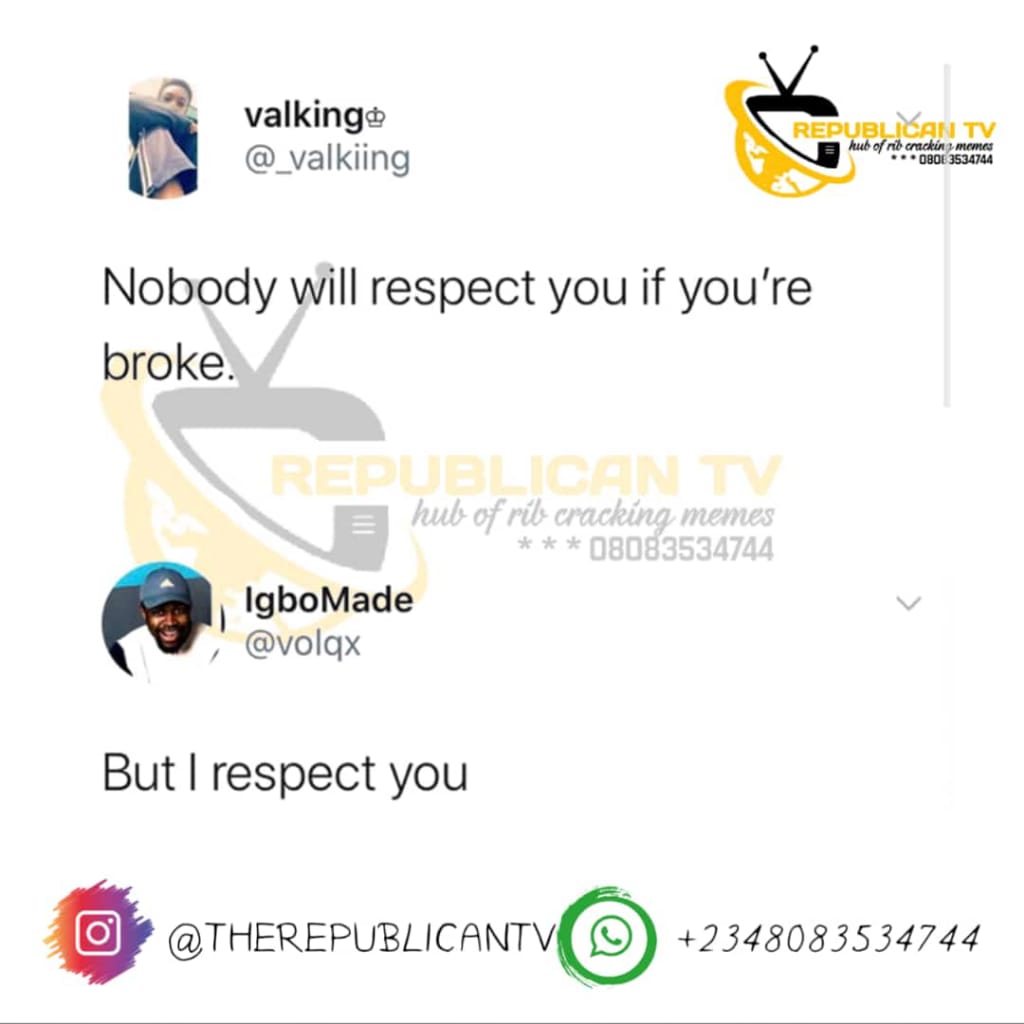 valking♔
@_valkiing
REPUBLICAN TV
hub of rib cracking memes
***08083534744
Nobody will respect you if you're
broke.
REPUBLICAN TV
hub of rib cracking memes
***08083534744
IgboMade
@volqx
But I respect you
@THEREPUBLICANTV
+2348083534744